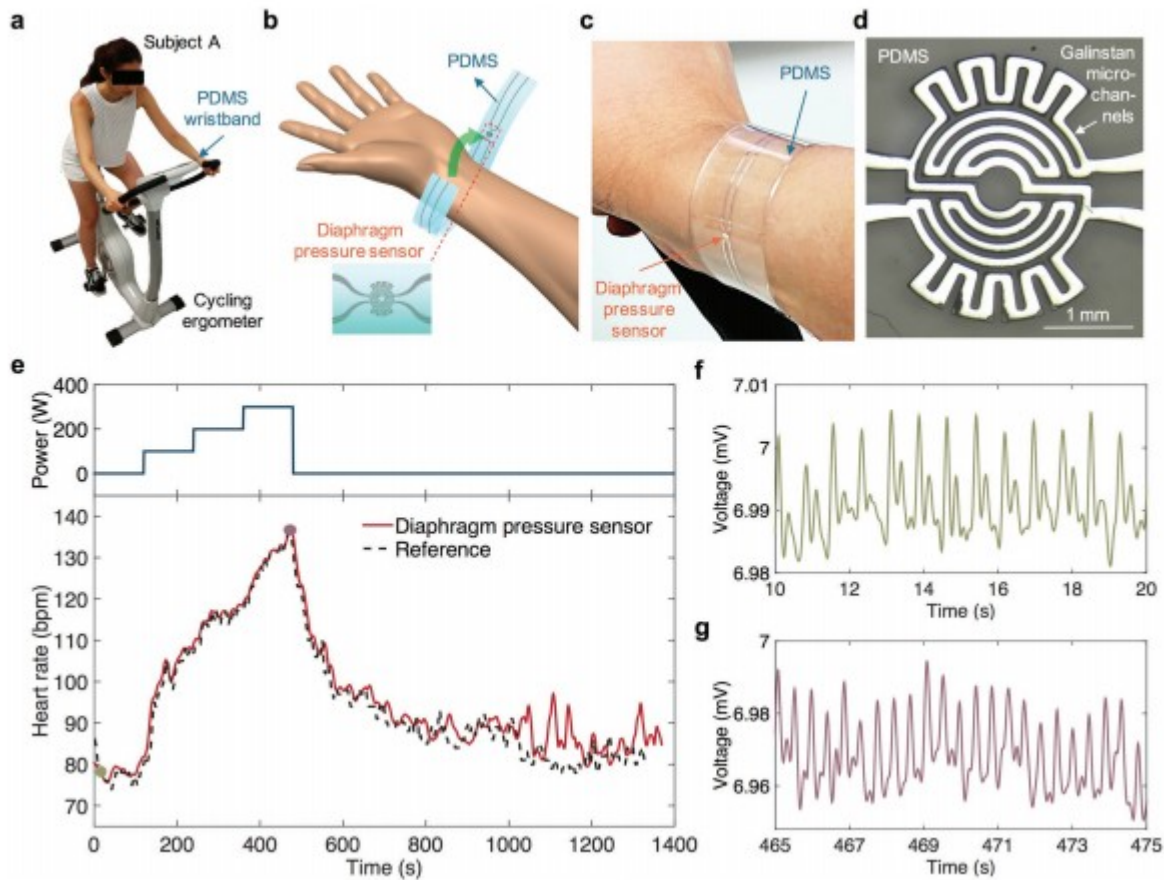 a
Subject A
PDMS
wristband
Cycling
ergometer
b
PDMS
Diaphragm
pressure sensor
c
PDMS
Diaphragm
pressure
sensor
d
PDMS
Galinstan
micro-
chan-
nels
1 mm
e
400
200
0
Power (W)
140
130
120
110
100
90
80
70
Heart rate (bpm)
Diaphragm pressure sensor
Reference
0 200 400 600 800 1000 1200 1400
Time (s)
f
7.01
7
6.99
6.98
Voltage (mV)
10 12 14 16 18 20
Time (s)
g
7
6.98
6.96
Voltage (mV)
465 467 469 471 473 475
Time (s)